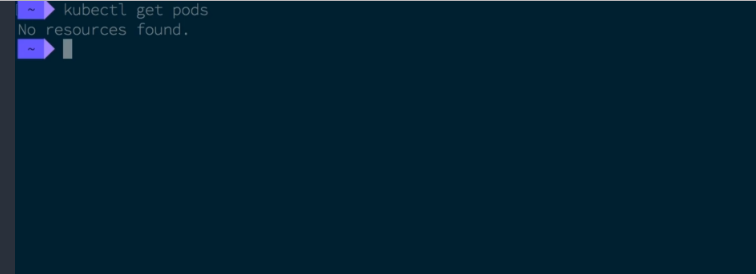 ~ kubectl get pods
No resources found.
~